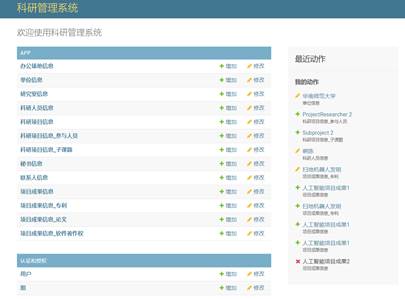 科研管理系统
欢迎使用科研管理系统
APP
办公场地信息 增加 修改
单位信息 增加 修改
研究室信息 增加 修改
科研人员信息 增加 修改
科研项目信息 增加 修改
科研项目信息_参与人员 增加 修改
科研项目信息_子课题 增加 修改
秘书信息 增加 修改
联系人信息 增加 修改
项目成果信息 增加 修改
项目成果信息_专利 增加 修改
项目成果信息_论文 增加 修改
项目成果信息_软件著作权 增加 修改
认证和授权
用户 增加 修改
组 增加 修改
最近动作
我的动作
华南师范大学
单位信息
ProjectResearcher 2
科研项目信息_参与人员
Subproject 2
科研项目信息_子课题
科研人员信息
扫地机器人发明
项目成果信息_专利
人工智能项目成果1
项目成果信息
扫地机器人发明
项目成果信息_专利
人工智能项目成果1
项目成果信息
人工智能项目成果1
项目成果信息
人工智能项目成果2
项目成果信息